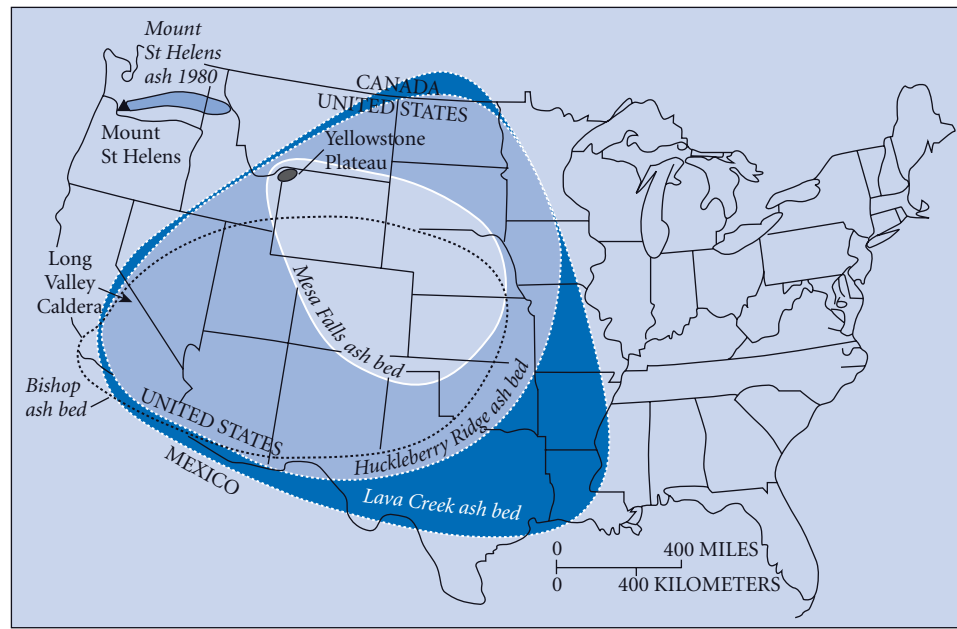 Mount
St Helens
ash 1980
CANADA
UNITED STATES
Mount
St Helens
Yellowstone
Plateau
Long
Valley
Caldera
Mesa Falls ash bed
Bishop
ash bed
UNITED STATES
MEXICO
Huckleberry Ridge ash bed
Lava Creek ash bed
0 400 MILES
0 400 KILOMETERS